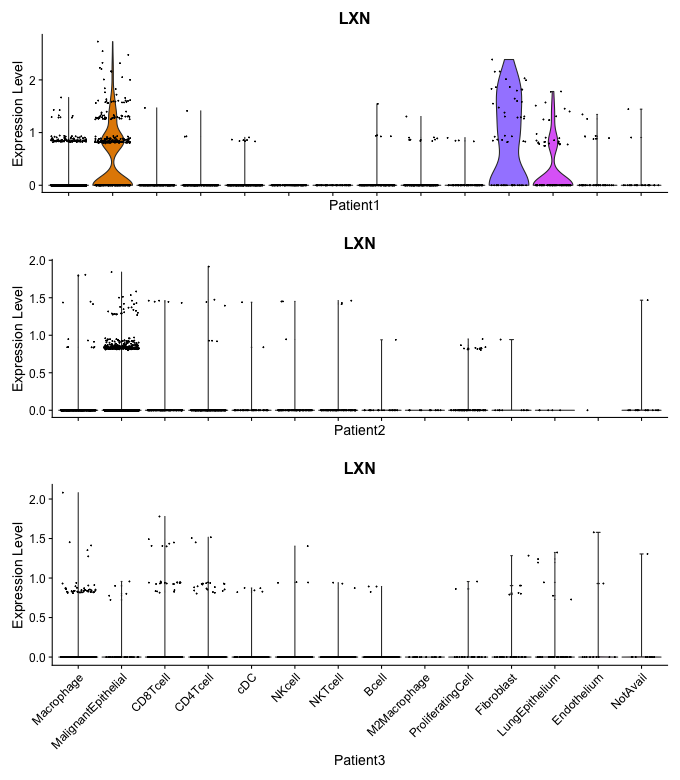 LXN
Expression Level
2
1
0
Patient1
LXN
Expression Level
2.0
1.5
1.0
0.5
0.0
Patient2
LXN
Expression Level
2.0
1.5
1.0
0.5
0.0
Macrophage
MalignantEpithelial
CD8Tcell
CD4Tcell
cDC
NKcell
NKTcell
Bcell
M2Macrophage
ProliferatingCell
Fibroblast
LungEpithelium
Endothelium
NotAvail
Patient3